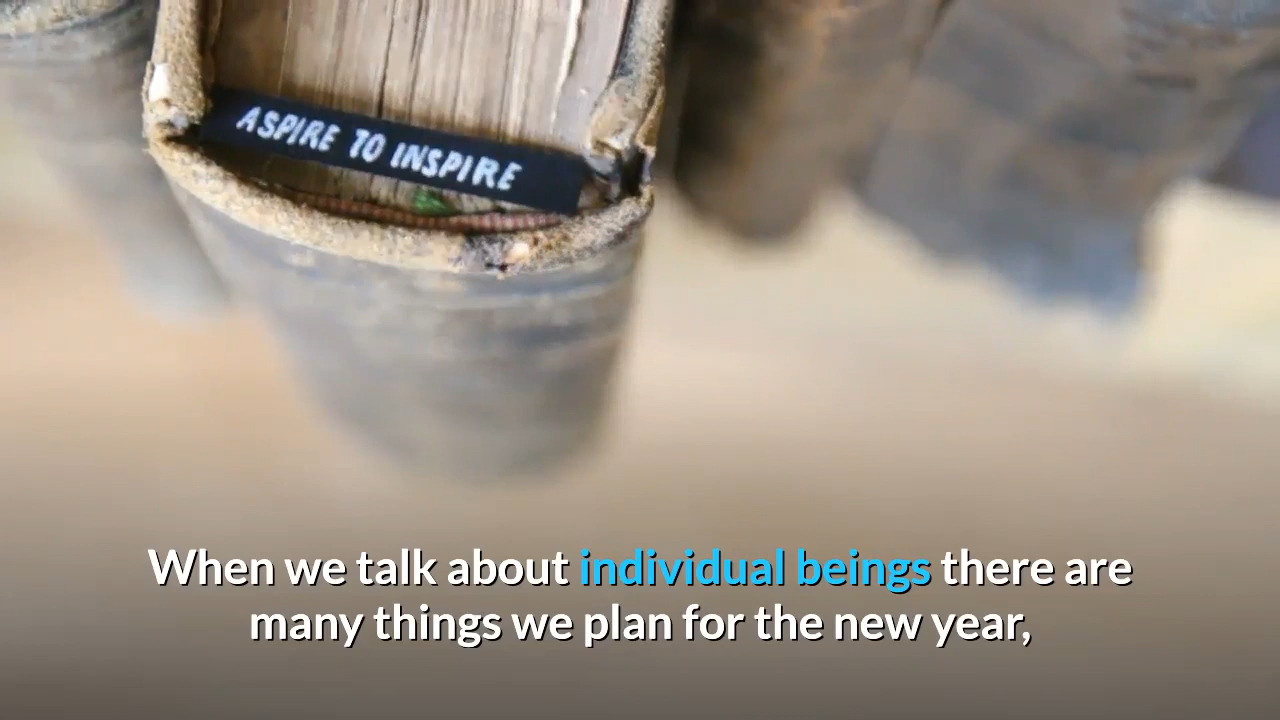 ASPIRE TO INSPIRE
When we talk about individual beings there are
many things we plan for the new year,